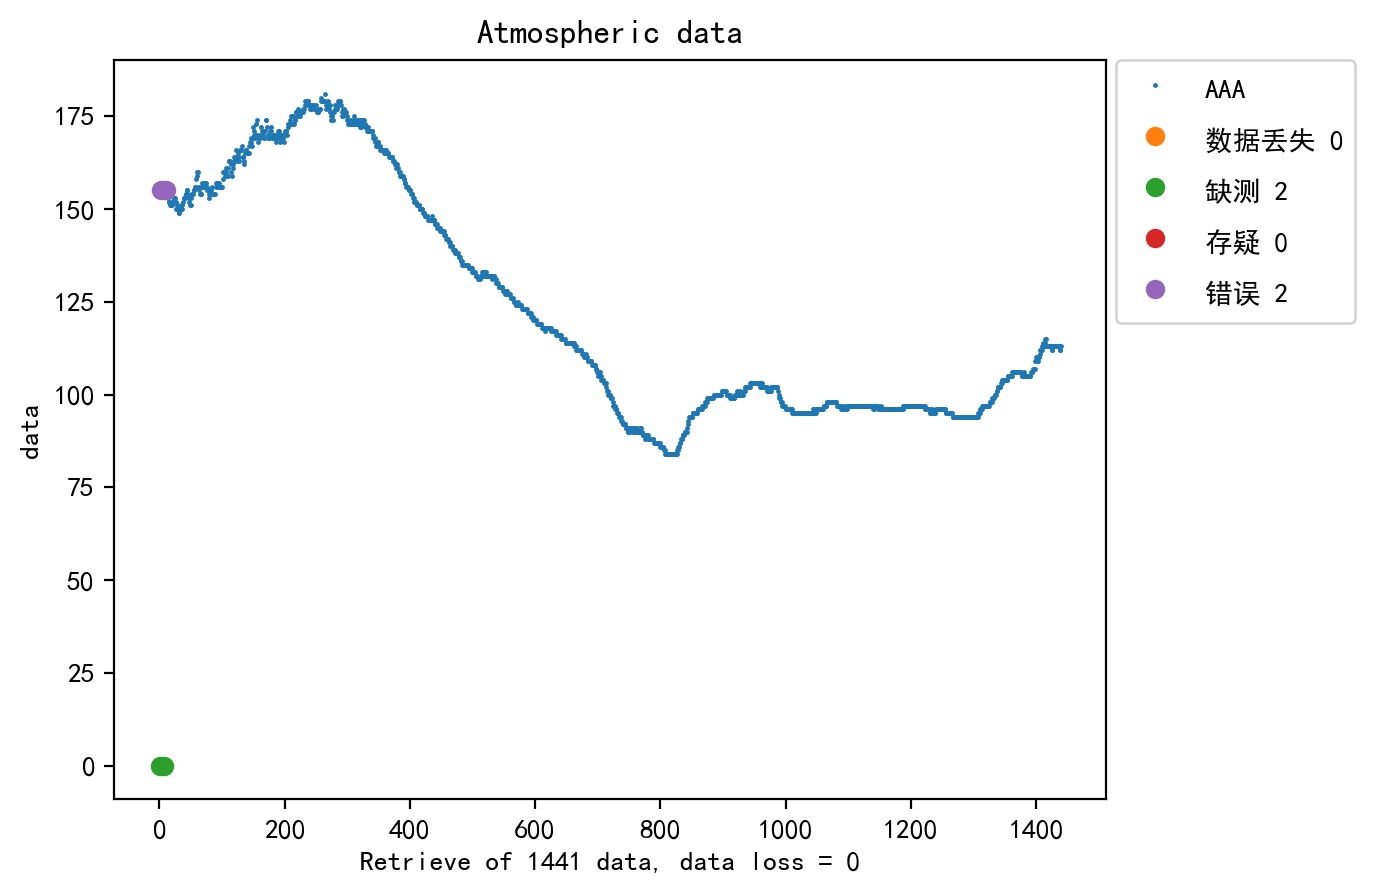 Atmospheric data
175
150
125
100
75
50
25
0
data
0 200 400 600 800 1000 1200 1400
Retrieve of 1441 data, data loss = 0
AAA
数据丢失 0
缺测 2
存疑 0
错误 2